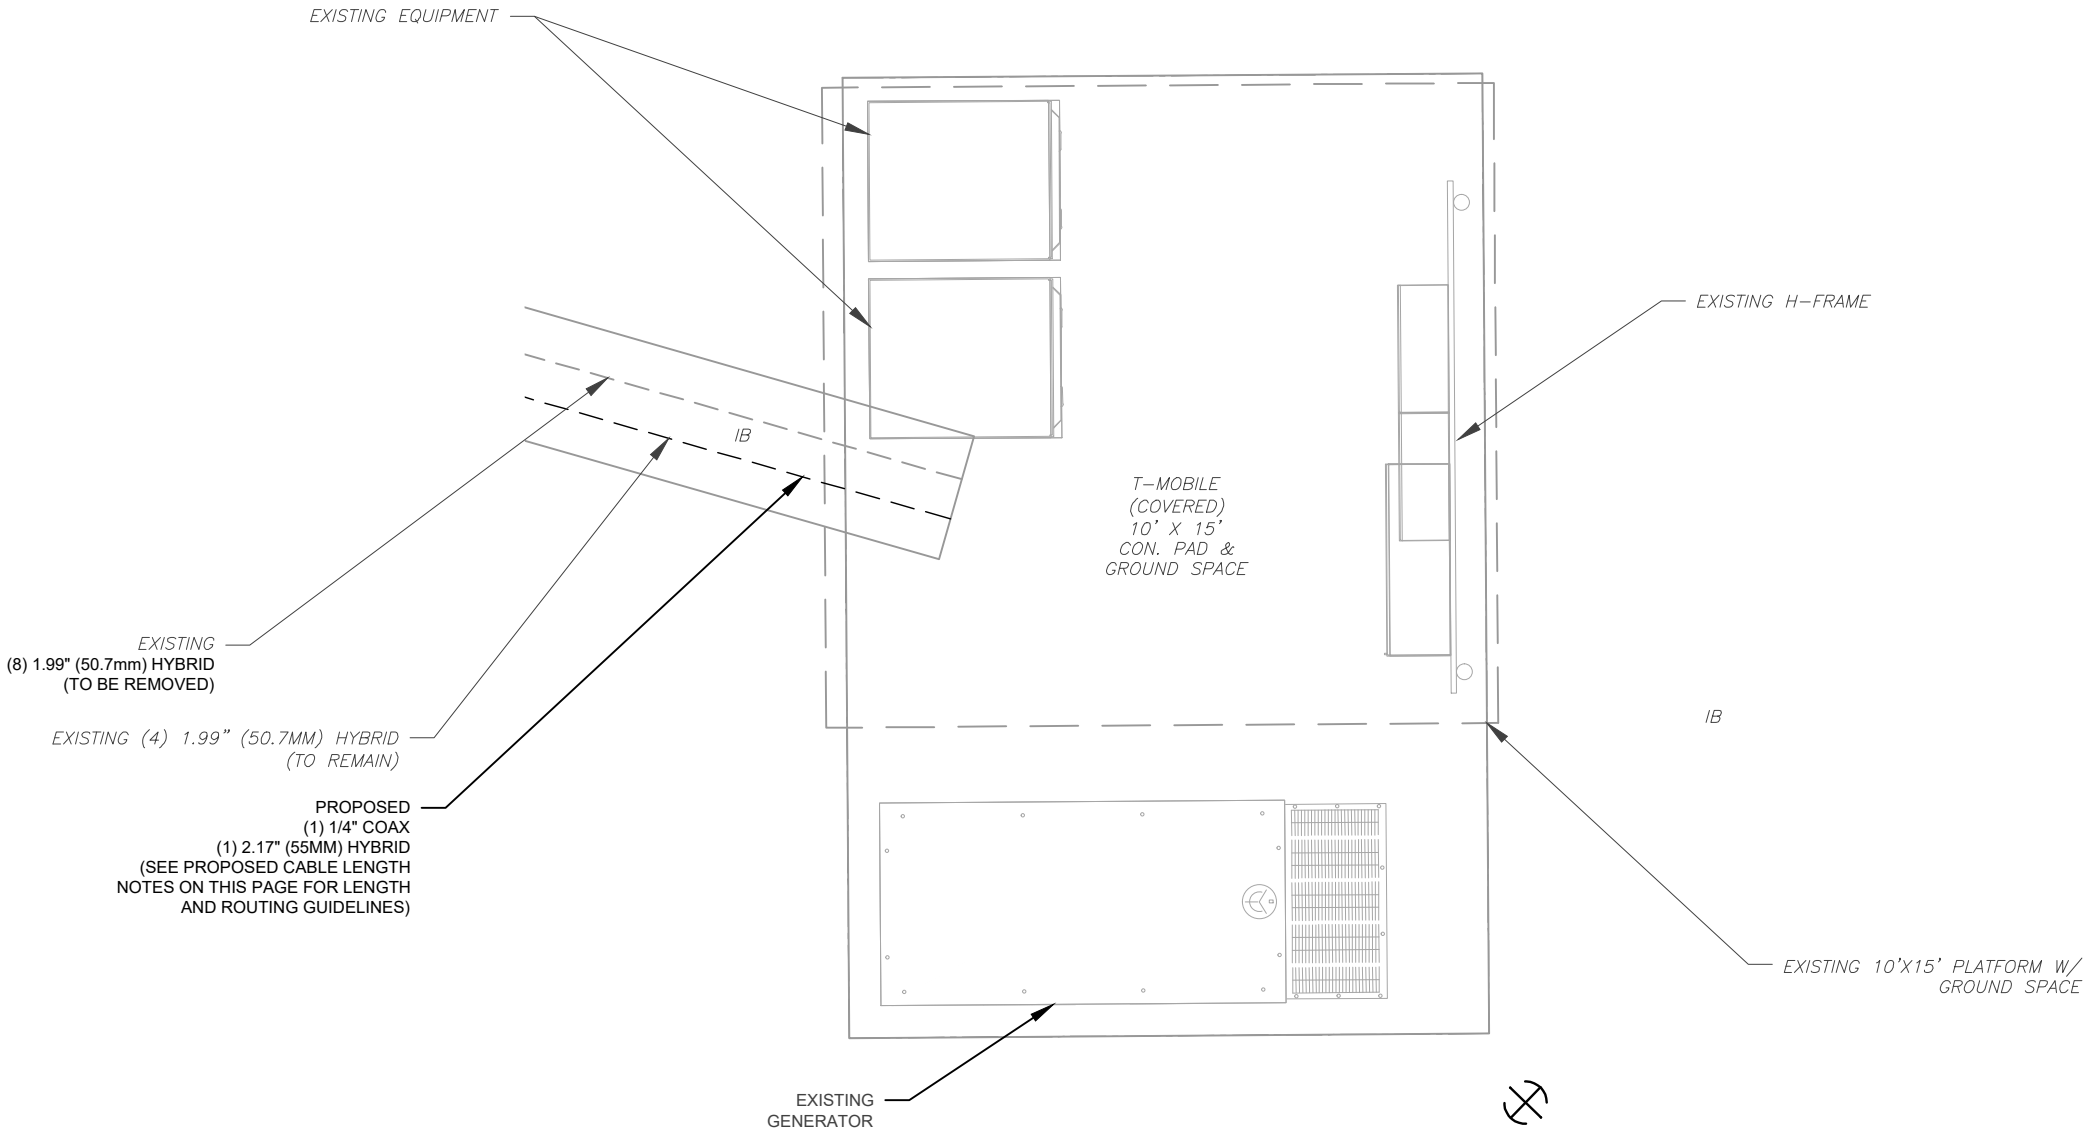 EXISTING EQUIPMENT
EXISTING H-FRAME
IB
T-MOBILE
(COVERED)
10' X 15'
CON. PAD &
GROUND SPACE
EXISTING
(8) 1.99" (50.7mm) HYBRID
(TO BE REMOVED)
IB
EXISTING (4) 1.99" (50.7MM) HYBRID
(TO REMAIN)
PROPOSED
(1) 1/4" COAX
(1) 2.17" (55MM) HYBRID
(SEE PROPOSED CABLE LENGTH
NOTES ON THIS PAGE FOR LENGTH
AND ROUTING GUIDELINES)
EXISTING 10'X15' PLATFORM W/
GROUND SPACE
EXISTING
GENERATOR